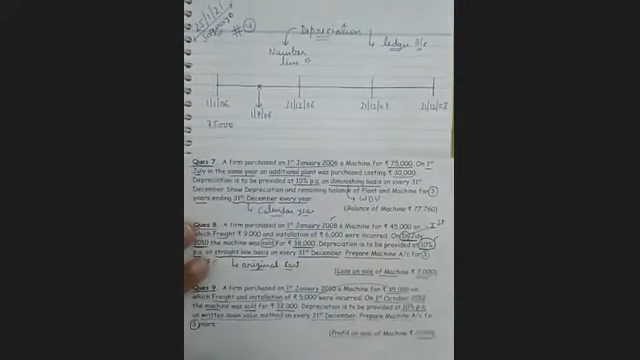 25/1/21
#4
Depreciation
Number
line
ledger A/c
1/1/06
1/7/06
31/12/06
31/12/07
31/12/08
75000
Ques 7 A firm purchased on 1st January 2006 a Machine for ₹ 75,000. On 1st
July in the same year an additional plant was purchased costing ₹ 30,000.
Depreciation is to be provided at 10% p.a. on diminishing basis on every 31st
December. Show Depreciation and remaining balance of Plant and Machine for 3
years ending 31st December every year.
WDV
Calendar year
(Balance of Machine ₹ 77,760)
Ques 8 A firm purchased on 1st January 2008 a Machine for ₹ 45,000 on
which Freight ₹ 9,000 and installation of ₹ 6,000 were incurred. On 1st July
2010 the machine was sold for ₹ 38,000. Depreciation is to be provided at 10%
p.a. on straight line basis on every 31st December. Prepare Machine A/c for 3
original Cost
(Loss on sale of Machine ₹ 7,000)
Ques 9 A firm purchased on 1st January 2010 a Machine for ₹ 35,000
on which Freight and installation of ₹ 5,000 were incurred. On 1st October
the machine was sold for ₹ 32,000. Depreciation is to be provided at 10% p.a.
on written down value method on every 31st December. Prepare Machine A/c for
3 years.
(Profit on sale of Machine ₹